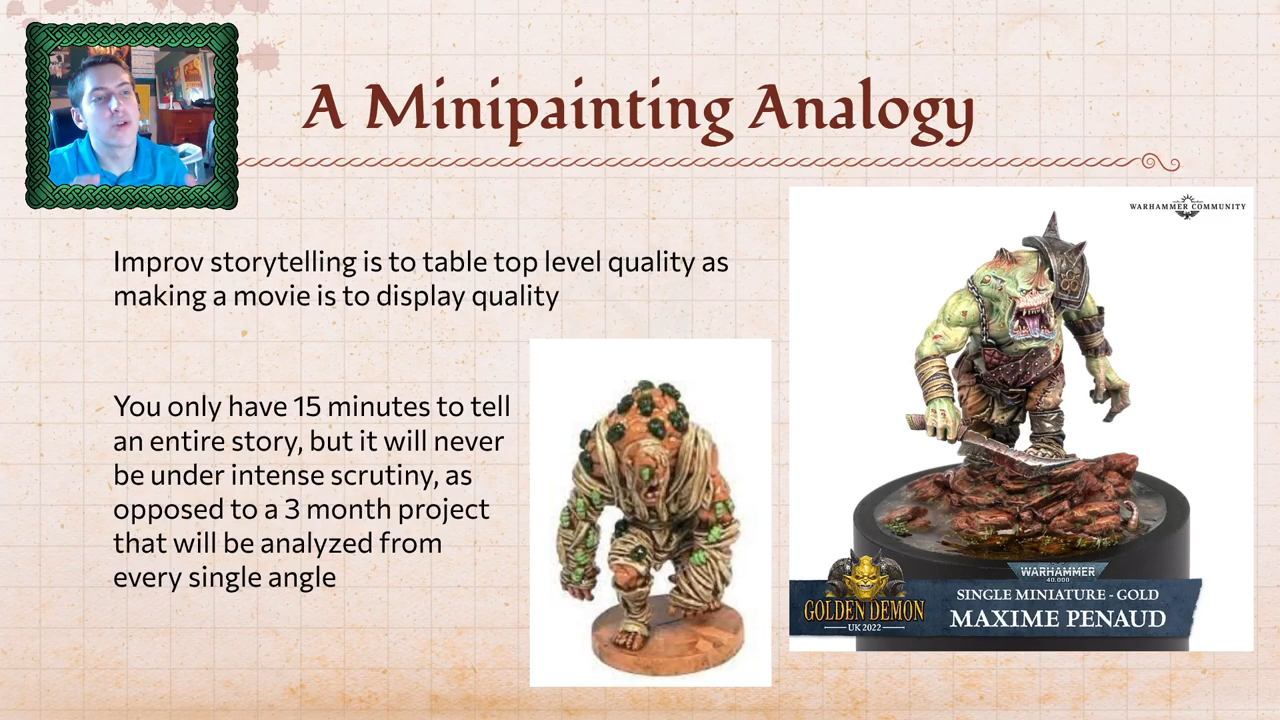 A Minipainting Analogy
Improv storytelling is to table top level quality as
making a movie is to display quality
You only have 15 minutes to tell
an entire story, but it will never
be under intense scrutiny, as
opposed to a 3 month project
that will be analyzed from
every single angle
WARHAMMER COMMUNITY
WARHAMMER
40,000
SINGLE MINIATURE - GOLD
MAXIME PENAUD
GOLDEN DEMON
UK 2022